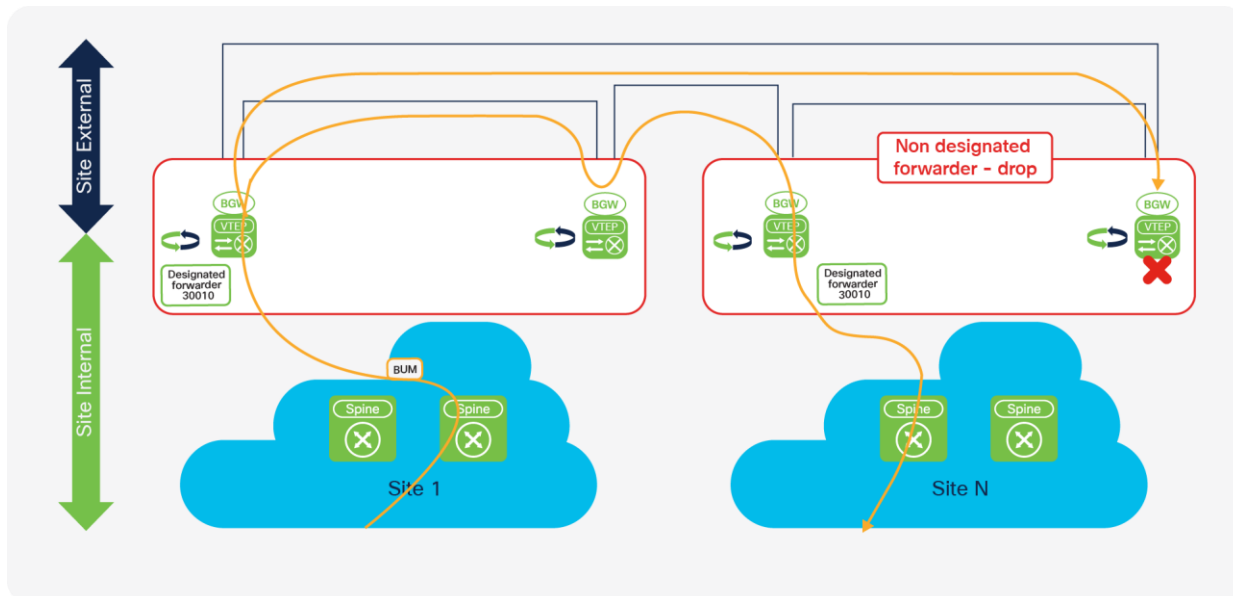 Site External
Site Internal
Non designated
forwarder - drop
BGW
VTEP
Designated
forwarder
30010
BGW
VTEP
BGW
VTEP
Designated
forwarder
30010
BGW
VTEP
BUM
Spine
Spine
Site 1
Spine
Spine
Site N